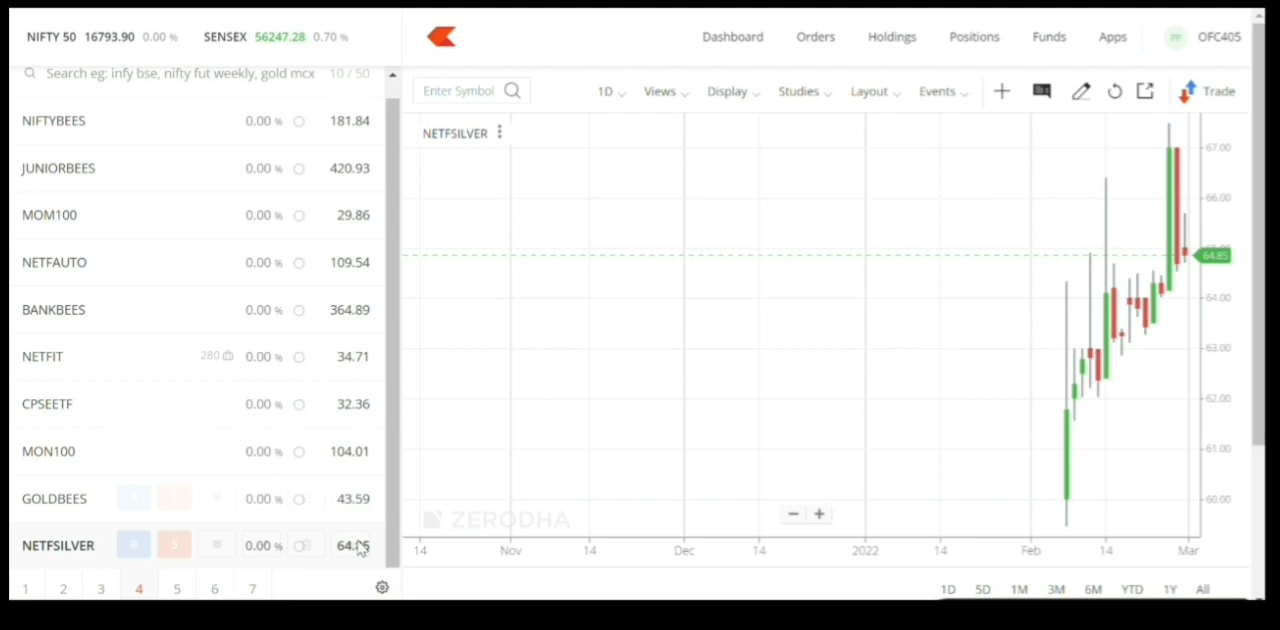 NIFTY 50 16793.90 0.00 % SENSEX 56247.28 0.70 %
Dashboard Orders Holdings Positions Funds Apps PP OFC405
Search eg: infy bse, nifty fut weekly, gold mcx 10 / 50
Enter Symbol 1D Views Display Studies Layout Events Trade
NIFTYBEES 0.00 % 181.84
JUNIORBEES 0.00 % 420.93
MOM100 0.00 % 29.86
NETFAUTO 0.00 % 109.54
BANKBEES 0.00 % 364.89
NETFIT 280 0.00 % 34.71
CPSEETF 0.00 % 32.36
MON100 0.00 % 104.01
GOLDBEES 0.00 % 43.59
NETFSILVER B S 0.00 %
1 2 3 4 5 6 7
NETFSILVER
67.00
66.00
64.85
64.00
63.00
62.00
61.00
60.00
ZERODHA
14 Nov 14 Dec 14 2022 14 Feb 14 Mar
1D 5D 1M 3M 6M YTD 1Y All